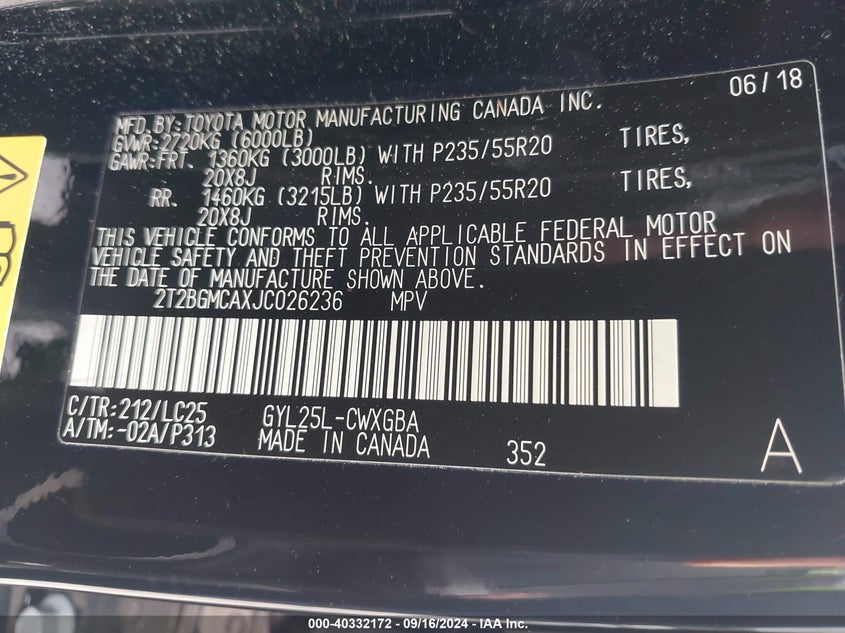 06/18
MFD.BY:TOYOTA MOTOR MANUFACTURING CANADA INC.
GVWR:2720KG (6000LB)
GAWR:FRT. 1360KG (3000LB) WITH P235/55R20 TIRES,
20X8J RIMS.
RR. 1460KG (3215LB) WITH P235/55R20 TIRES,
20X8J RIMS.
THIS VEHICLE CONFORMS TO ALL APPLICABLE FEDERAL MOTOR
VEHICLE SAFETY AND THEFT PREVENTION STANDARDS IN EFFECT ON
THE DATE OF MANUFACTURE SHOWN ABOVE.
2T2BGMCAXJC026236 MPV
C/TR:212/LC25 GYL25L-CWXGBA
A/TM:-02A/P313 MADE IN CANADA 352 A
000-40332172 - 09/16/2024 - IAA Inc.